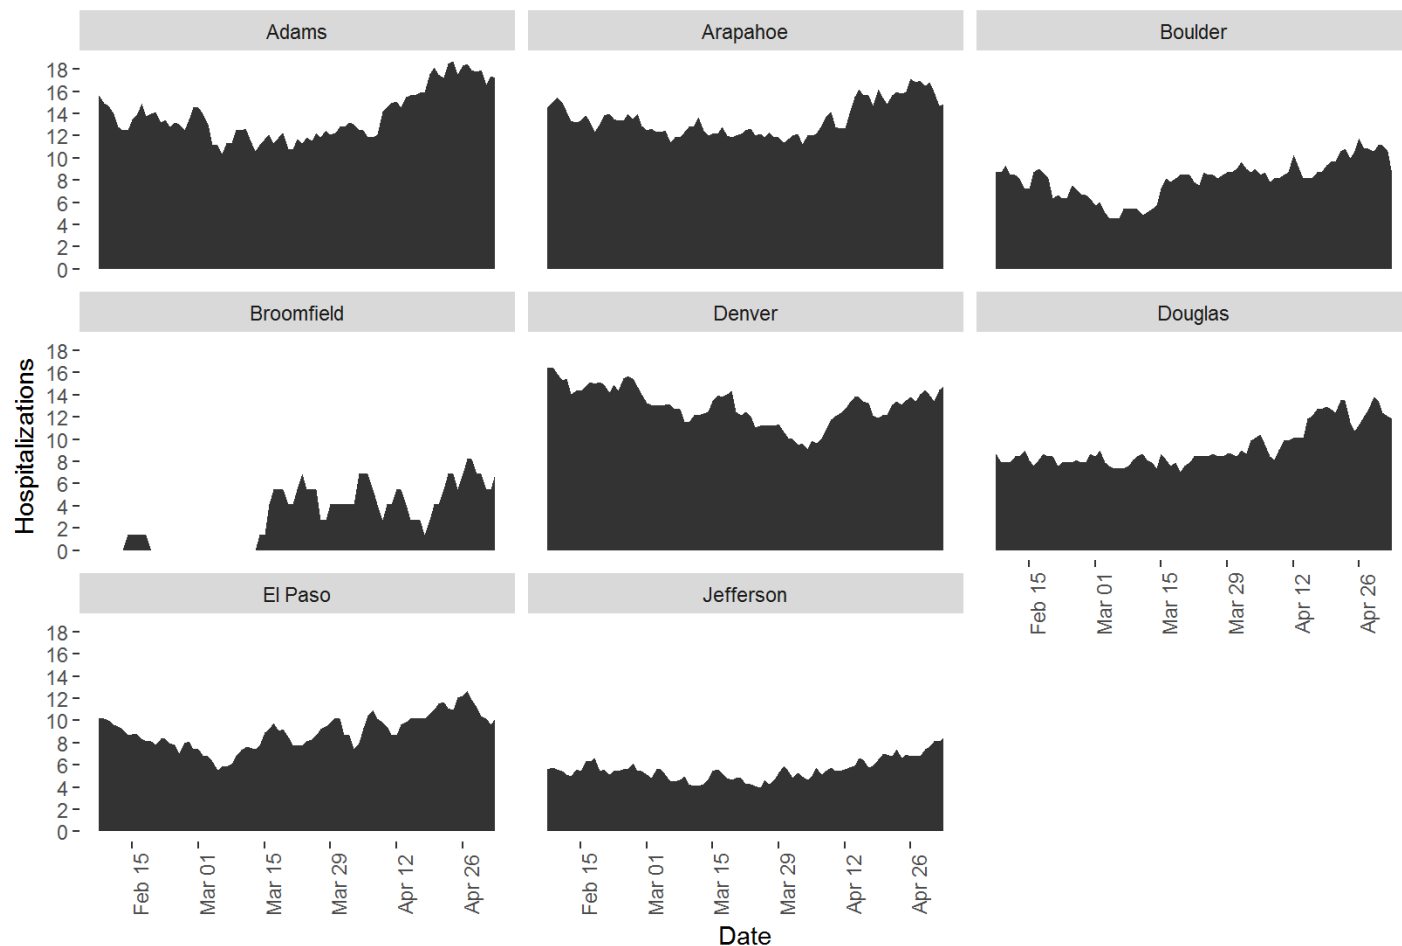 Adams
Arapahoe
Boulder
18
16
14
12
10
8
6
4
2
0
Broomfield
Denver
Douglas
18
16
14
12
10
8
6
4
2
0
Hospitalizations
Feb 15
Mar 01
Mar 15
Mar 29
Apr 12
Apr 26
El Paso
Jefferson
18
16
14
12
10
8
6
4
2
0
Feb 15
Mar 01
Mar 15
Mar 29
Apr 12
Apr 26
Feb 15
Mar 01
Mar 15
Mar 29
Apr 12
Apr 26
Date